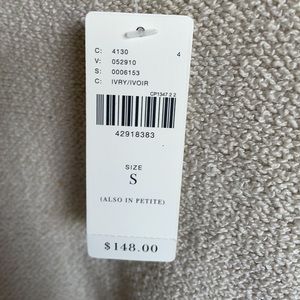 C: 4130 4
V: 052910
S: 0006153
C: IVRY/IVOIR
CP1347 2 2
42918383
SIZE
S
(ALSO IN PETITE)
$148.00